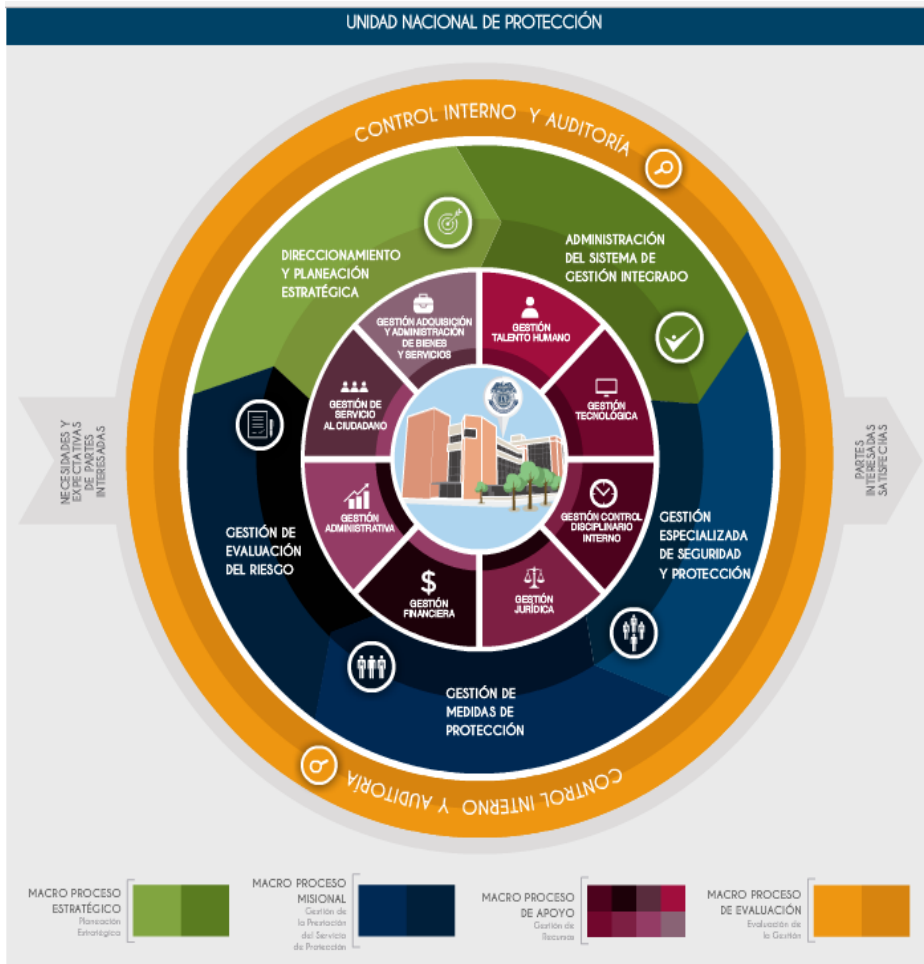 UNIDAD NACIONAL DE PROTECCIÓN
CONTROL INTERNO Y AUDITORÍA
DIRECCIONAMIENTO
Y PLANEACIÓN
ESTRATÉGICA
ADMINISTRACIÓN
DEL SISTEMA DE
GESTIÓN INTEGRADO
GESTIÓN ADQUISICIÓN
Y ADMINISTRACIÓN
DE BIENES
Y SERVICIOS
GESTIÓN
TALENTO HUMANO
GESTIÓN DE
SERVICIO
AL CIUDADANO
GESTIÓN
TECNOLÓGICA
NECESIDADES Y
EXPECTATIVAS
DE PARTES
INTERESADAS
PARTES
INTERESADAS
SATISFECHAS
GESTIÓN
ADMINISTRATIVA
GESTIÓN CONTROL
DISCIPLINARIO
INTERNO
GESTIÓN DE
EVALUACIÓN
DEL RIESGO
GESTIÓN
ESPECIALIZADA
DE SEGURIDAD
Y PROTECCIÓN
$
GESTIÓN
FINANCIERA
GESTIÓN
JURÍDICA
GESTIÓN DE
MEDIDAS DE
PROTECCIÓN
CONTROL INTERNO Y AUDITORÍA
MACRO PROCESO
ESTRATÉGICO
Planeación
Estratégica
MACRO PROCESO
MISIONAL
Gestión de
la Prestación
del Servicio
de Protección
MACRO PROCESO
DE APOYO
Gestión de
Recursos
MACRO PROCESO
DE EVALUACIÓN
Evaluación de
la Gestión